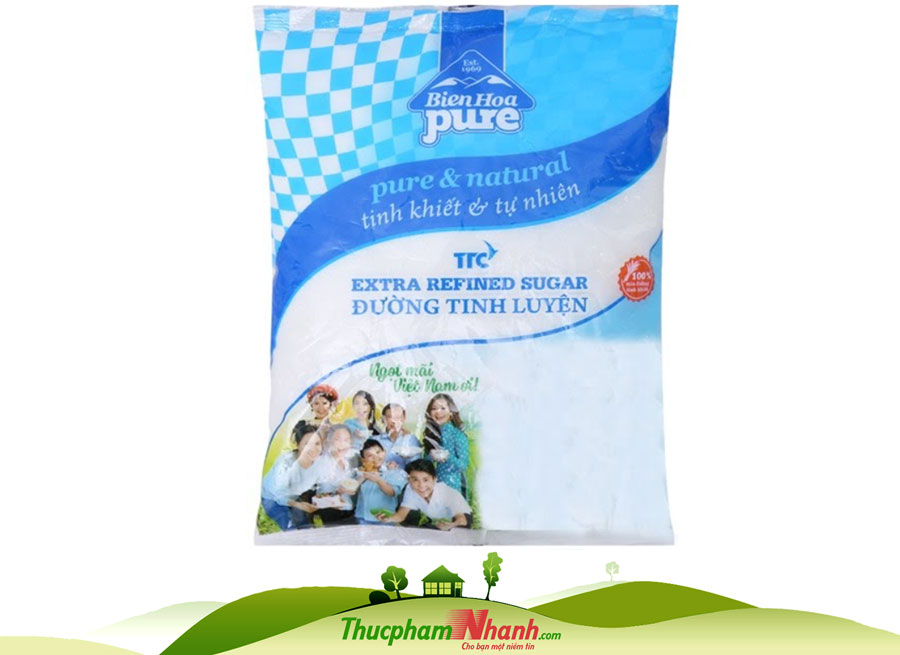 Est.
1969
Bien Hoa
pure
pure & natural
tinh khiết & tự nhiên
TTC
EXTRA REFINED SUGAR
ĐƯỜNG TINH LUYỆN
100%
Ngọt mãi
Việt Nam ơi!
ThucphamNhanh.com
Cho bạn một niềm tin